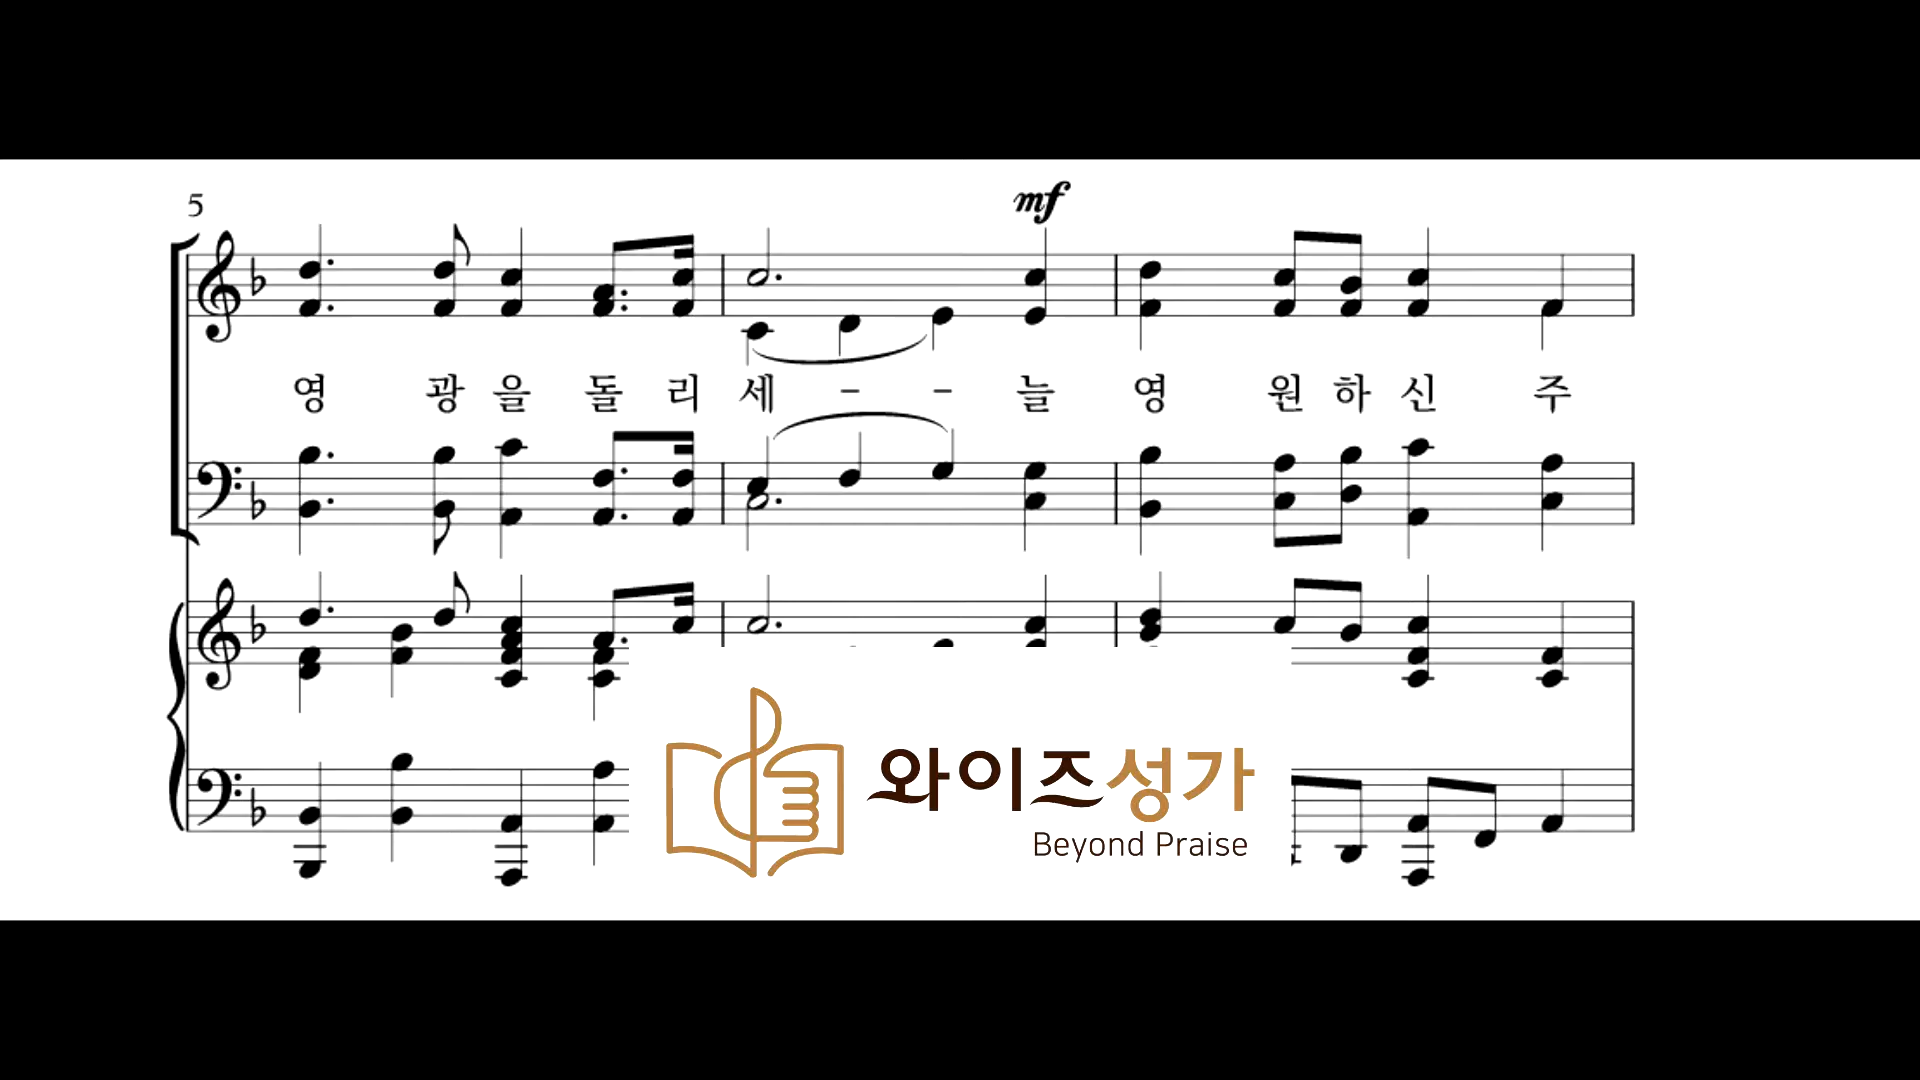 5
mf
영 광 을 돌 리 세 - - 늘 영 원 하 신 주
와이즈성가
Beyond Praise